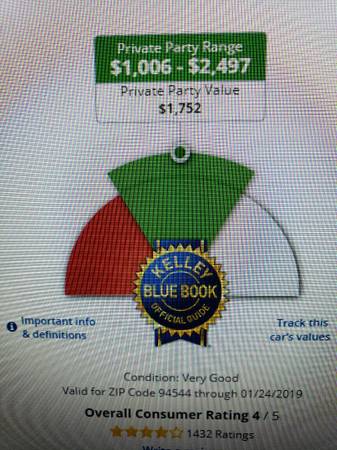 Private Party Range
$1,006 - $2,497
Private Party Value
$1,752
KELLEY
BLUE BOOK
OFFICIAL GUIDE
Important info
& definitions
Track this
car's values
Condition: Very Good
Valid for ZIP Code 94544 through 01/24/2019
Overall Consumer Rating 4 / 5
1432 Ratings